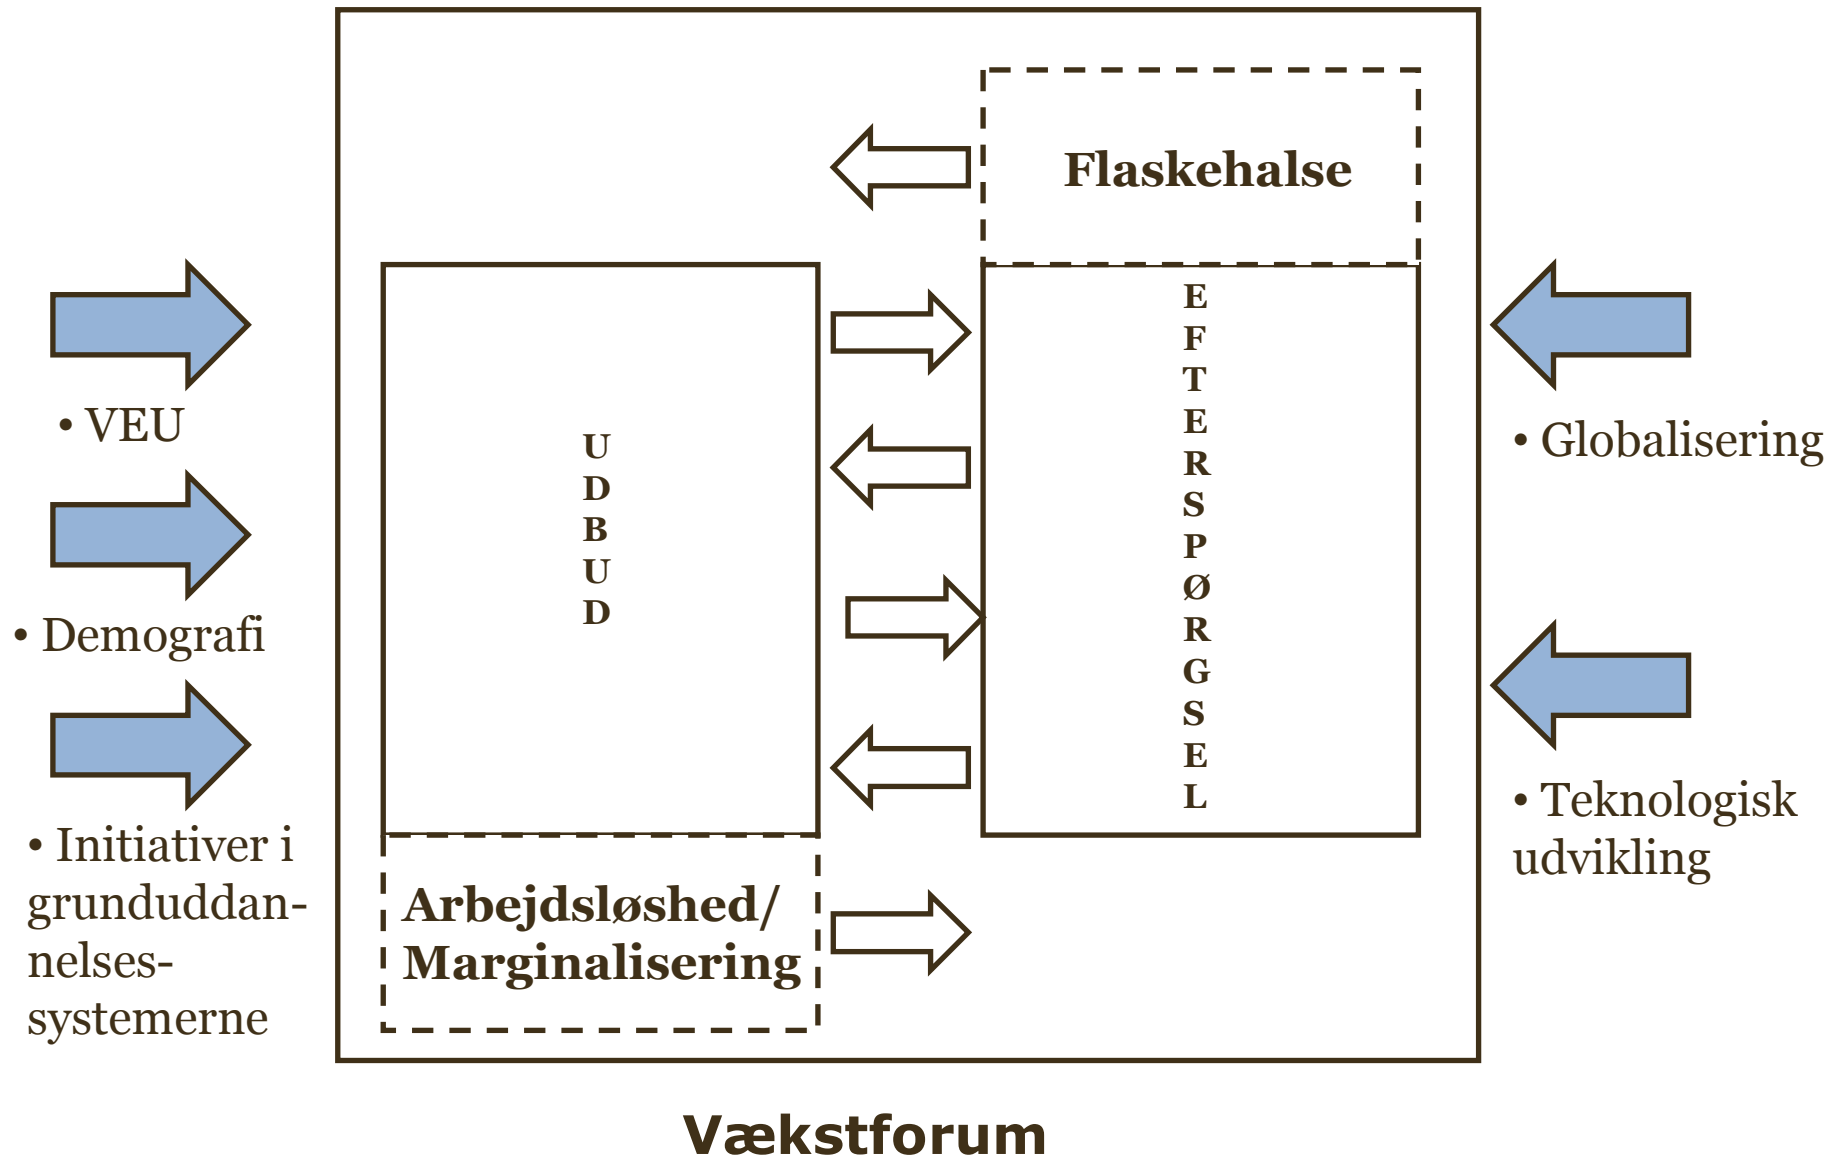 Flaskehalse
• VEU
• Demografi
• Initiativer i
grunduddan-
nelses-
systemerne
U
D
B
U
D
Arbejdsløshed/
Marginalisering
E
F
T
E
R
S
P
Ø
R
G
S
E
L
• Globalisering
• Teknologisk
udvikling
Vækstforum